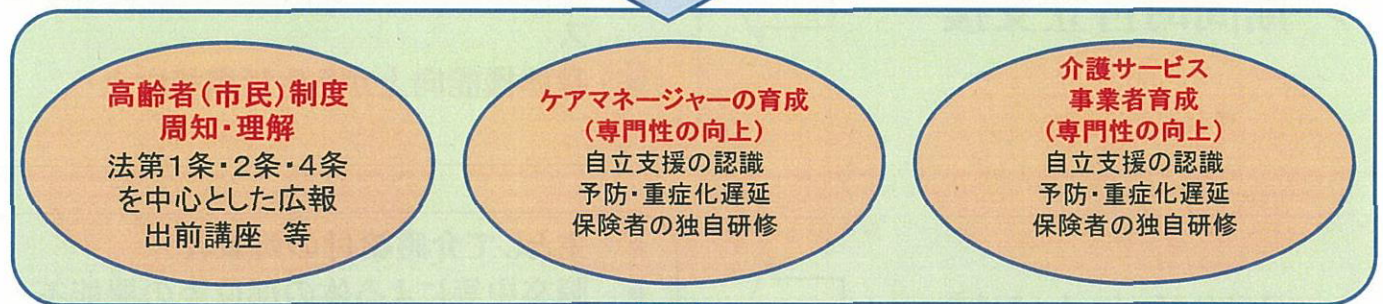 高齢者(市民)制度
周知・理解
法第1条・2条・4条
を中心とした広報
出前講座 等
ケアマネージャーの育成
(専門性の向上)
自立支援の認識
予防・重症化遅延
保険者の独自研修
介護サービス
事業者育成
(専門性の向上)
自立支援の認識
予防・重症化遅延
保険者の独自研修